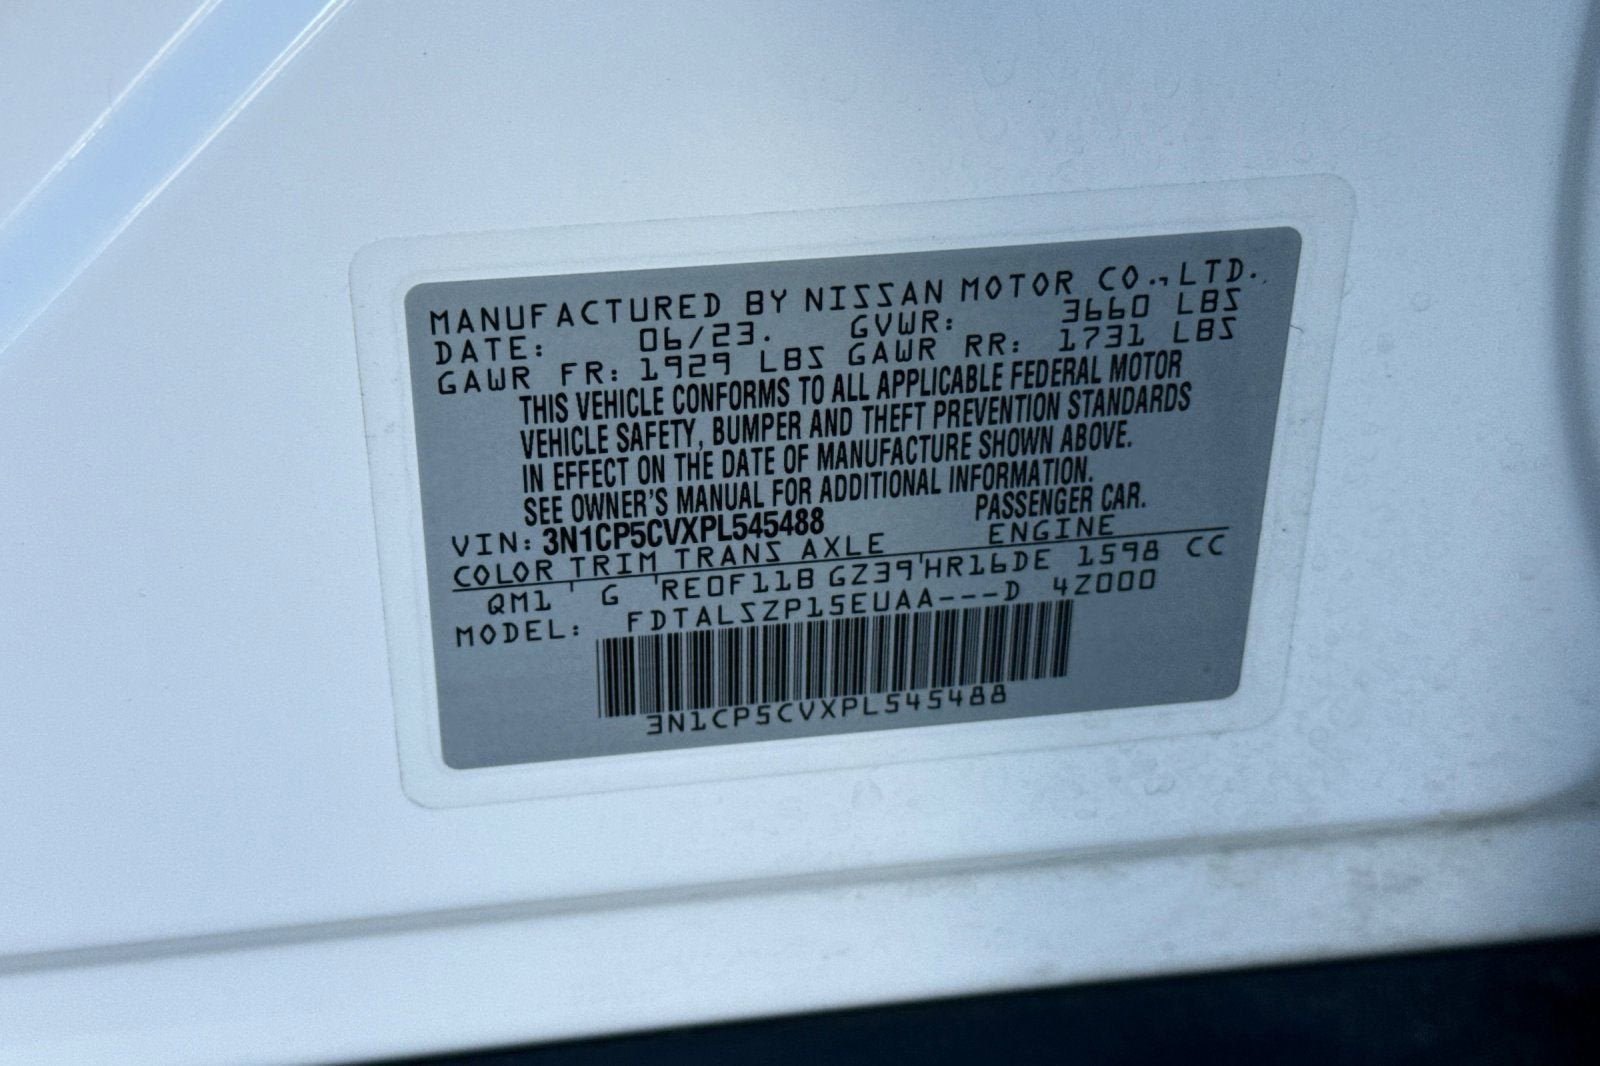 MANUFACTURED BY NISSAN MOTOR CO., LTD.
DATE: 06/23. GVWR: 3660 LBS
GAWR FR: 1929 LBS GAWR RR: 1731 LBS
THIS VEHICLE CONFORMS TO ALL APPLICABLE FEDERAL MOTOR
VEHICLE SAFETY, BUMPER AND THEFT PREVENTION STANDARDS
IN EFFECT ON THE DATE OF MANUFACTURE SHOWN ABOVE.
SEE OWNER'S MANUAL FOR ADDITIONAL INFORMATION.
VIN: 3N1CP5CVXPL545488 PASSENGER CAR.
COLOR TRIM TRANS AXLE ENGINE
QM1 G RE0F11B GZ39 HR16DE 1598 CC
MODEL: FDTALSZP15EUAA---D 4Z000
3N1CP5CVXPL545488